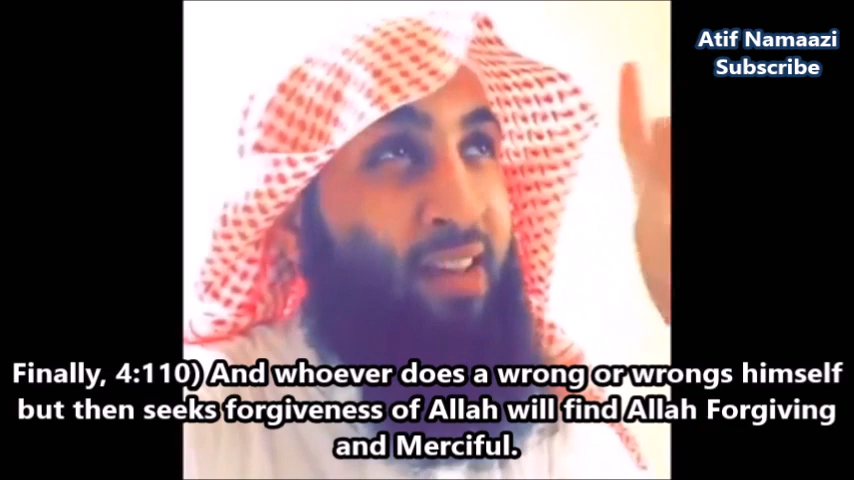 Atif Namaazi
Subscribe
Finally, 4:110) And whoever does a wrong or wrongs himself
but then seeks forgiveness of Allah will find Allah Forgiving
and Merciful.